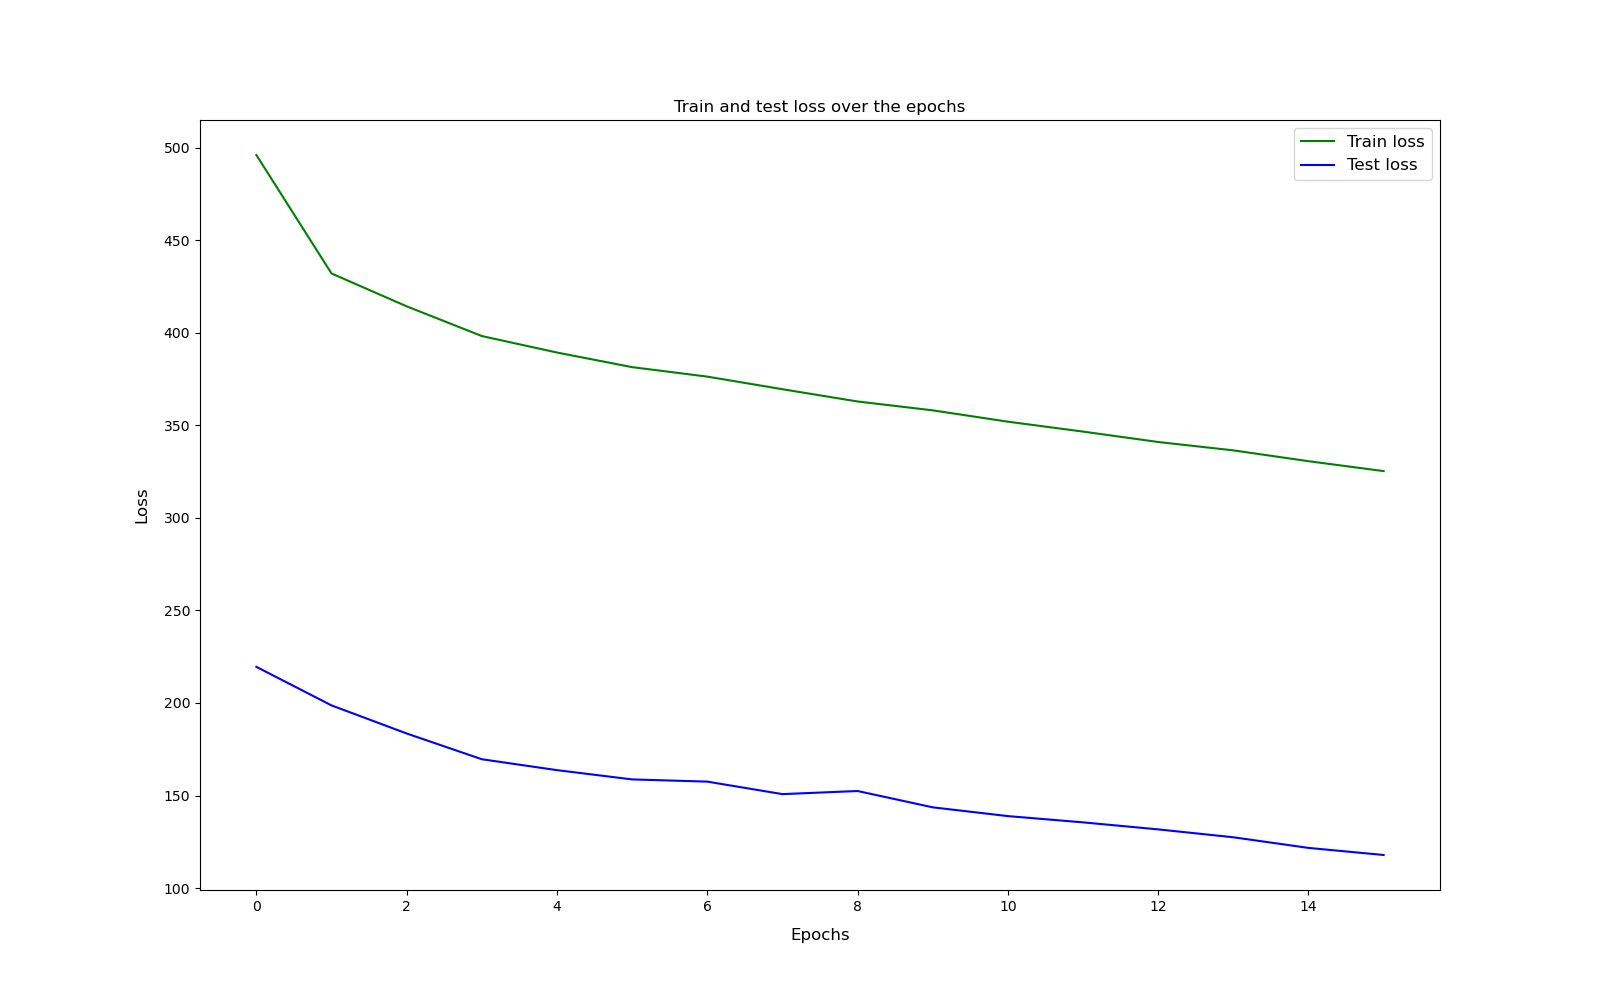 Train and test loss over the epochs
Train loss
Test loss
500
450
400
350
300
250
200
150
100
Loss
0 2 4 6 8 10 12 14
Epochs